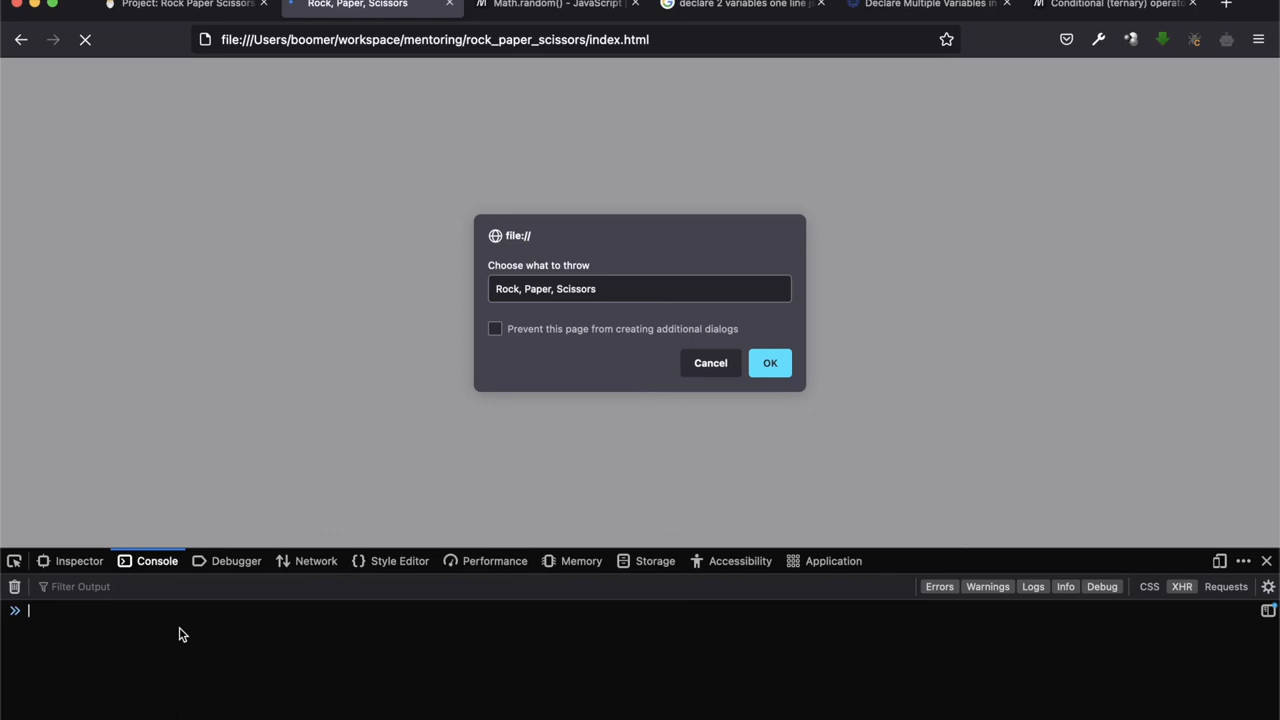 Project: Rock Paper Scissors
Rock, Paper, Scissors
Math.random() - JavaScript |
declare 2 variables one line js
Declare Multiple Variables in
Conditional (ternary) operato
file:///Users/boomer/workspace/mentoring/rock_paper_scissors/index.html
file://
Choose what to throw
Rock, Paper, Scissors
Prevent this page from creating additional dialogs
Cancel
OK
Inspector
Console
Debugger
Network
Style Editor
Performance
Memory
Storage
Accessibility
Application
Filter Output
Errors
Warnings
Logs
Info
Debug
CSS
XHR
Requests